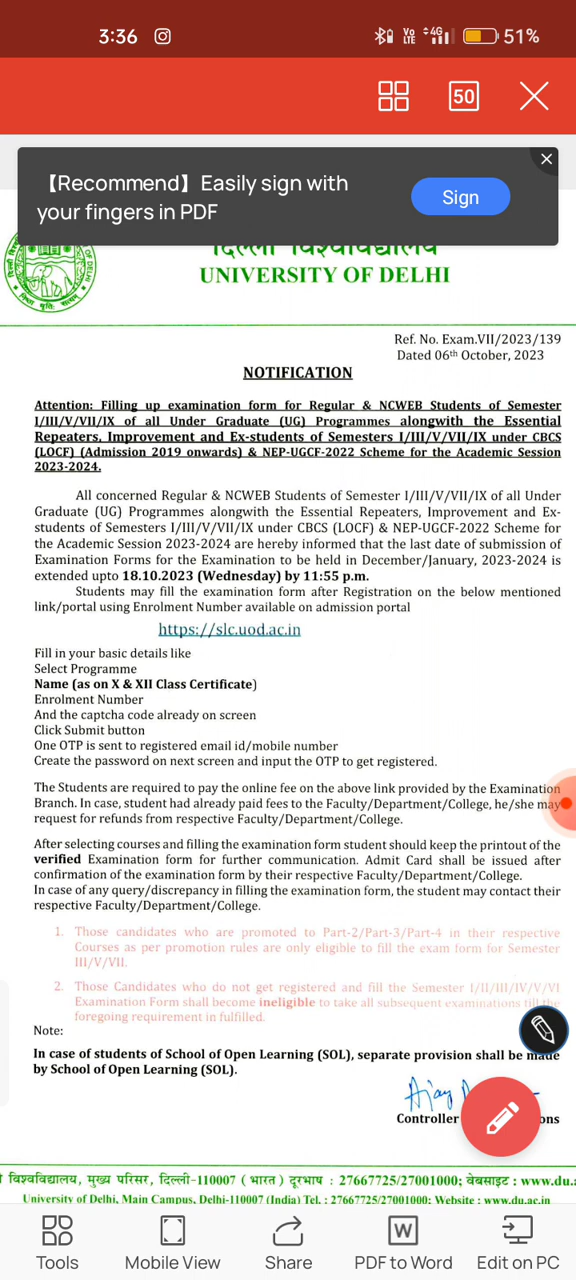 3:36
Vo LTE 4G 51%
50
【Recommend】Easily sign with
your fingers in PDF
Sign
दिल्ली विश्वविद्यालय
UNIVERSITY OF DELHI
Ref. No. Exam.VII/2023/139
Dated 06th October, 2023
NOTIFICATION
Attention: Filling up examination form for Regular & NCWEB Students of Semester
I/III/V/VII/IX of all Under Graduate (UG) Programmes alongwith the Essential
Repeaters, Improvement and Ex-students of Semesters I/III/V/VII/IX under CBCS
(LOCF) (Admission 2019 onwards) & NEP-UGCF-2022 Scheme for the Academic Session
2023-2024.
All concerned Regular & NCWEB Students of Semester I/III/V/VII/IX of all Under
Graduate (UG) Programmes alongwith the Essential Repeaters, Improvement and Ex-
students of Semesters I/III/V/VII/IX under CBCS (LOCF) & NEP-UGCF-2022 Scheme for
the Academic Session 2023-2024 are hereby informed that the last date of submission of
Examination Forms for the Examination to be held in December/January, 2023-2024 is
extended upto 18.10.2023 (Wednesday) by 11:55 p.m.
Students may fill the examination form after Registration on the below mentioned
link/portal using Enrolment Number available on admission portal
https://slc.uod.ac.in
Fill in your basic details like
Select Programme
Name (as on X & XII Class Certificate)
Enrolment Number
And the captcha code already on screen
Click Submit button
One OTP is sent to registered email id/mobile number
Create the password on next screen and input the OTP to get registered.
The Students are required to pay the online fee on the above link provided by the Examination
Branch. In case, student had already paid fees to the Faculty/Department/College, he/she may
request for refunds from respective Faculty/Department/College.
After selecting courses and filling the examination form student should keep the printout of the
verified Examination form for further communication. Admit Card shall be issued after
confirmation of the examination form by their respective Faculty/Department/College.
In case of any query/discrepancy in filling the examination form, the student may contact their
respective Faculty/Department/College.
1. Those candidates who are promoted to Part-2/Part-3/Part-4 in their respective
Courses as per promotion rules are only eligible to fill the exam form for Semester
III/V/VII.
2. Those Candidates who do not get registered and fill the Semester I/II/III/IV/V/VI
Examination Form shall become ineligible to take all subsequent examinations till the
foregoing requirement in fulfilled.
Note:
In case of students of School of Open Learning (SOL), separate provision shall be made
by School of Open Learning (SOL).
Ajay
Controller ons
विश्वविद्यालय, मुख्य परिसर, दिल्ली-110007 ( भारत ) दूरभाष : 27667725/27001000; वेबसाइट : www.du.
University of Delhi, Main Campus, Delhi-110007 (India) Tel. : 27667725/27001000; Website : www.du.ac.in
Tools
Mobile View
Share
PDF to Word
Edit on PC